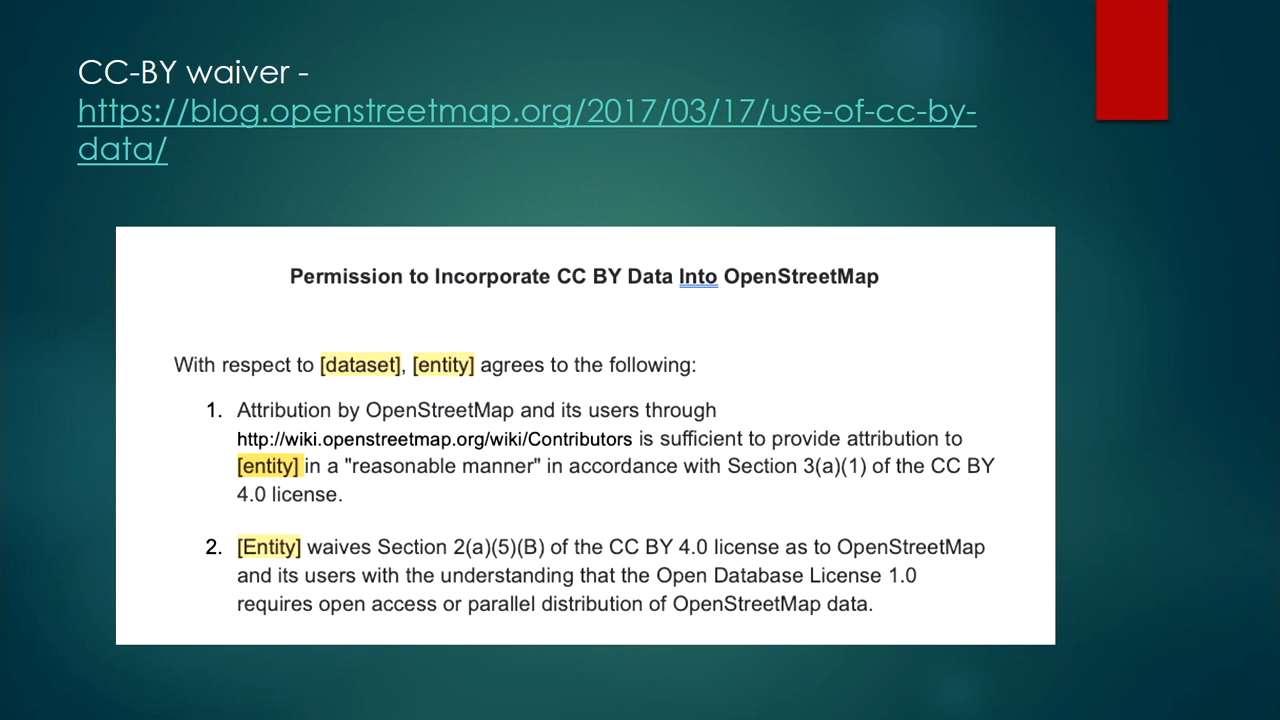 CC-BY waiver -
https://blog.openstreetmap.org/2017/03/17/use-of-cc-by-
data/
Permission to Incorporate CC BY Data Into OpenStreetMap
With respect to [dataset], [entity] agrees to the following:
1. Attribution by OpenStreetMap and its users through
http://wiki.openstreetmap.org/wiki/Contributors is sufficient to provide attribution to
[entity] in a "reasonable manner" in accordance with Section 3(a)(1) of the CC BY
4.0 license.
2. [Entity] waives Section 2(a)(5)(B) of the CC BY 4.0 license as to OpenStreetMap
and its users with the understanding that the Open Database License 1.0
requires open access or parallel distribution of OpenStreetMap data.